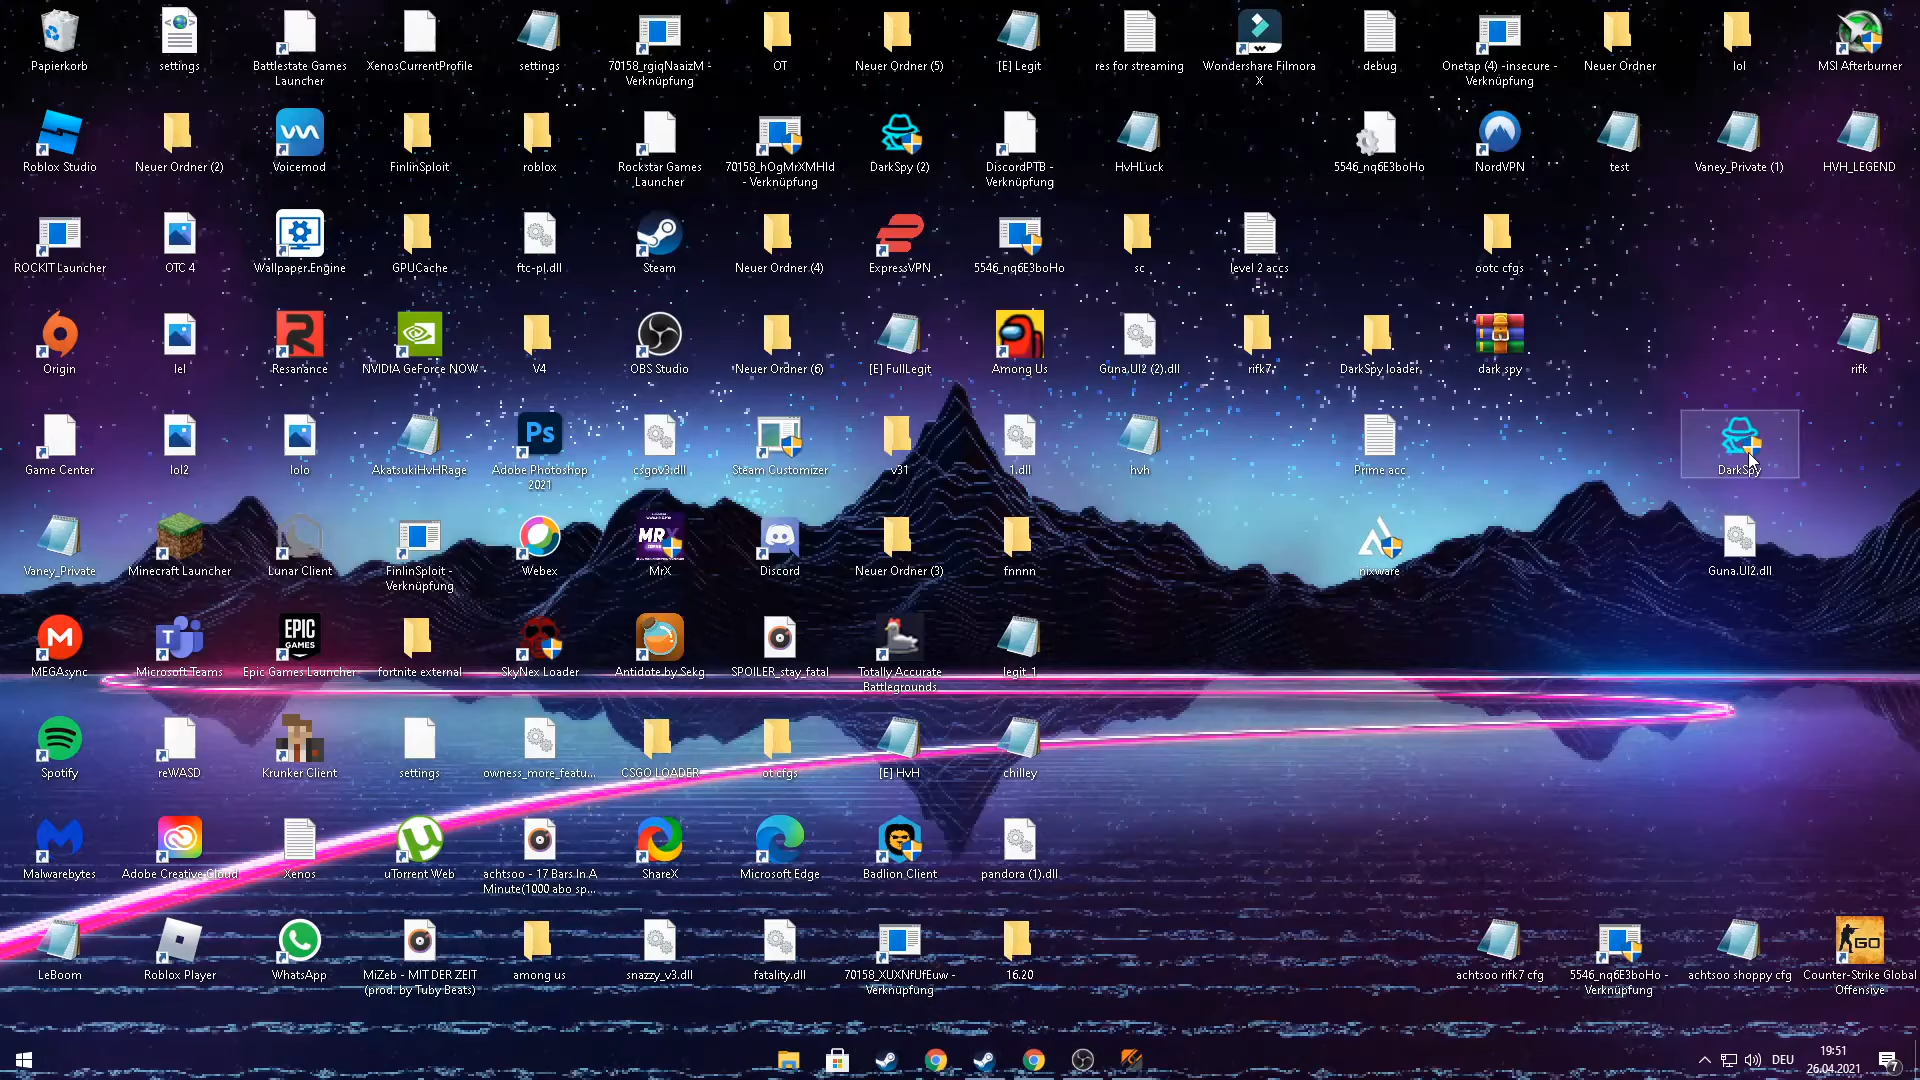 Papierkorb
settings
Battlestate Games
Launcher
XenosCurrentProfile
settings
70158_rgiqNaaizM -
Verknüpfung
OT
Neuer Ordner (5)
[E] Legit
res for streaming
Wondershare Filmora
X
debug
Onetap (4) -insecure -
Verknüpfung
Neuer Ordner
lol
MSI Afterburner
Roblox Studio
Neuer Ordner (2)
Voicemod
FinlinSploit
roblox
Rockstar Games
Launcher
70158_hOgMrXMHld
- Verknüpfung
DarkSpy (2)
DiscordPTB -
Verknüpfung
HvHLuck
5546_nq6E3boHo
NordVPN
test
Vaney_Private (1)
HVH_LEGEND
ROCKIT Launcher
OTC 4
Wallpaper Engine
GPUCache
ftc-pl.dll
Steam
Neuer Ordner (4)
ExpressVPN
5546_nq6E3boHo
sc
level 2 accs
ootc cfgs
Origin
lel
Resanance
NVIDIA GeForce NOW
V4
OBS Studio
Neuer Ordner (6)
[E] FullLegit
Among Us
Guna.UI2 (2).dll
rifk7
DarkSpy loader
dark spy
rifk
Game Center
lol2
lolo
AkatsukiHvHRage
Ps
Adobe Photoshop
2021
csgov3.dll
Steam Customizer
v31
1.dll
hvh
Prime acc
DarkSpy
Vaney_Private
Minecraft Launcher
Lunar Client
FinlinSploit -
Verknüpfung
Webex
MRX
MrX
Discord
Neuer Ordner (3)
fnnnn
nixware
Guna.UI2.dll
MEGAsync
Microsoft Teams
EPIC
GAMES
Epic Games Launcher
fortnite external
SkyNex Loader
Antidote by Sekg
SPOILER_stay_fatal
Totally Accurate
Battlegrounds
legit_1
Spotify
reWASD
Krunker Client
settings
owness_more_featu...
CSGO LOADER
ot cfgs
[E] HvH
chilley
Malwarebytes
Adobe Creative Cloud
Xenos
uTorrent Web
achtsoo - 17 Bars In A
Minute(1000 abo sp...
ShareX
Microsoft Edge
Badlion Client
pandora (1).dll
LeBoom
Roblox Player
WhatsApp
MiZeb - MIT DER ZEIT
(prod. by Tuby Beats)
among us
snazzy_v3.dll
fatality.dll
70158_XUXNfUfEuw -
Verknüpfung
16.20
achtsoo rifk7 cfg
5546_nq6E3boHo -
Verknüpfung
achtsoo shoppy cfg
GO
Counter-Strike Global
Offensive
DEU
19:51
26.04.2021
7